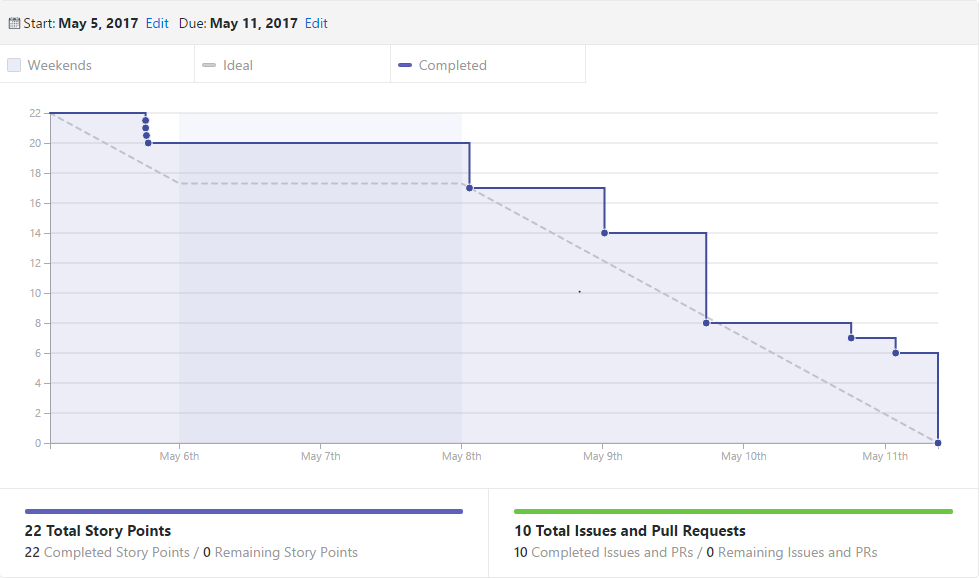 Start: May 5, 2017 Edit Due: May 11, 2017 Edit
Weekends Ideal Completed
22
20
18
16
14
12
10
8
6
4
2
0
May 6th May 7th May 8th May 9th May 10th May 11th
22 Total Story Points
22 Completed Story Points / 0 Remaining Story Points
10 Total Issues and Pull Requests
10 Completed Issues and PRs / 0 Remaining Issues and PRs